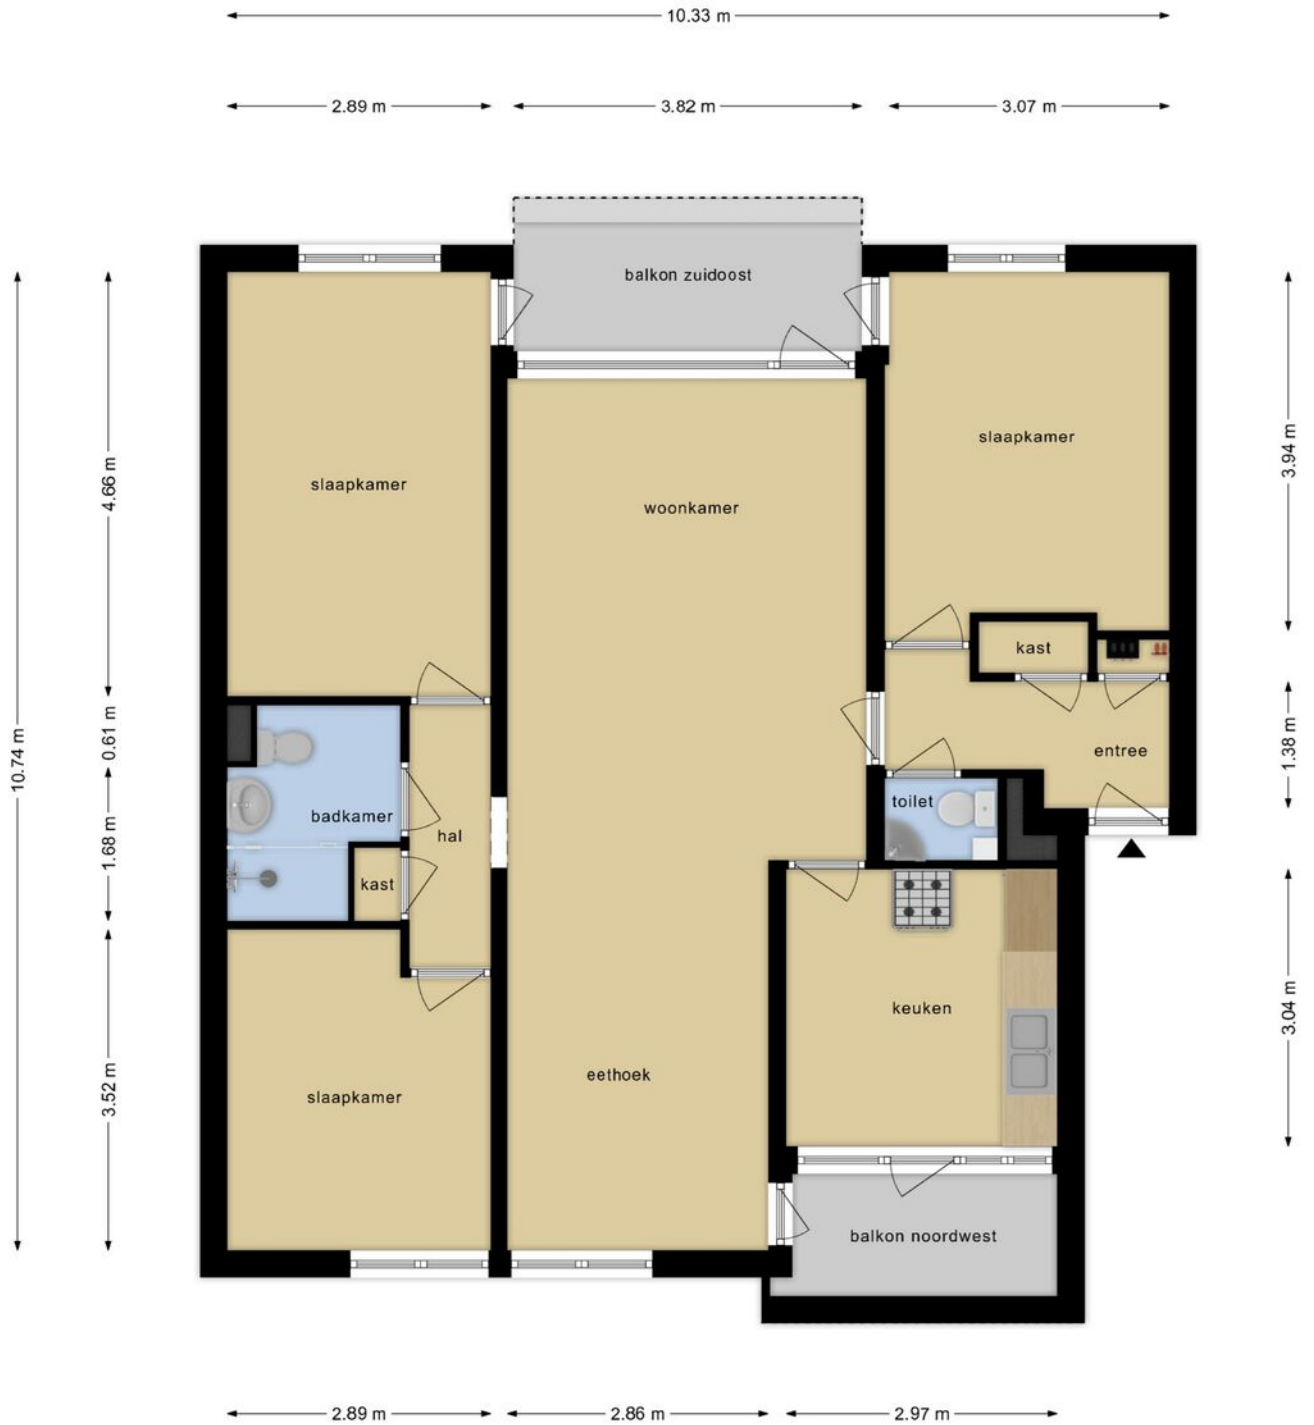 10.33 m
2.89 m
3.82 m
3.07 m
balkon zuidoost
slaapkamer
slaapkamer
woonkamer
4.66 m
3.94 m
kast
0.61 m
10.74 m
1.38 m
entree
toilet
badkamer
hal
1.68 m
kast
keuken
3.04 m
eethoek
slaapkamer
3.52 m
balkon noordwest
2.89 m
2.86 m
2.97 m